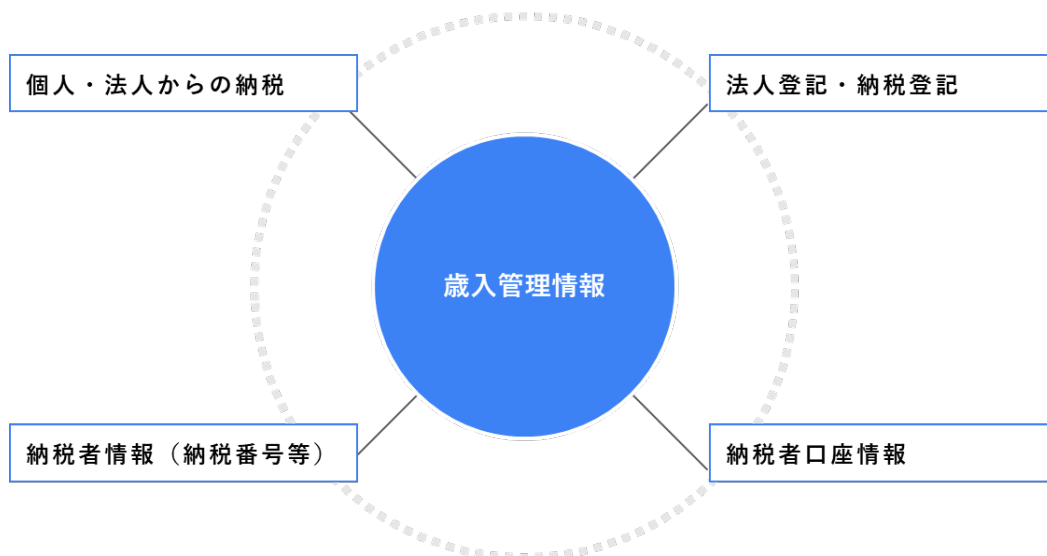 個人・法人からの納税
法人登記・納税登記
歳入管理情報
納税者情報（納税番号等）
納税者口座情報